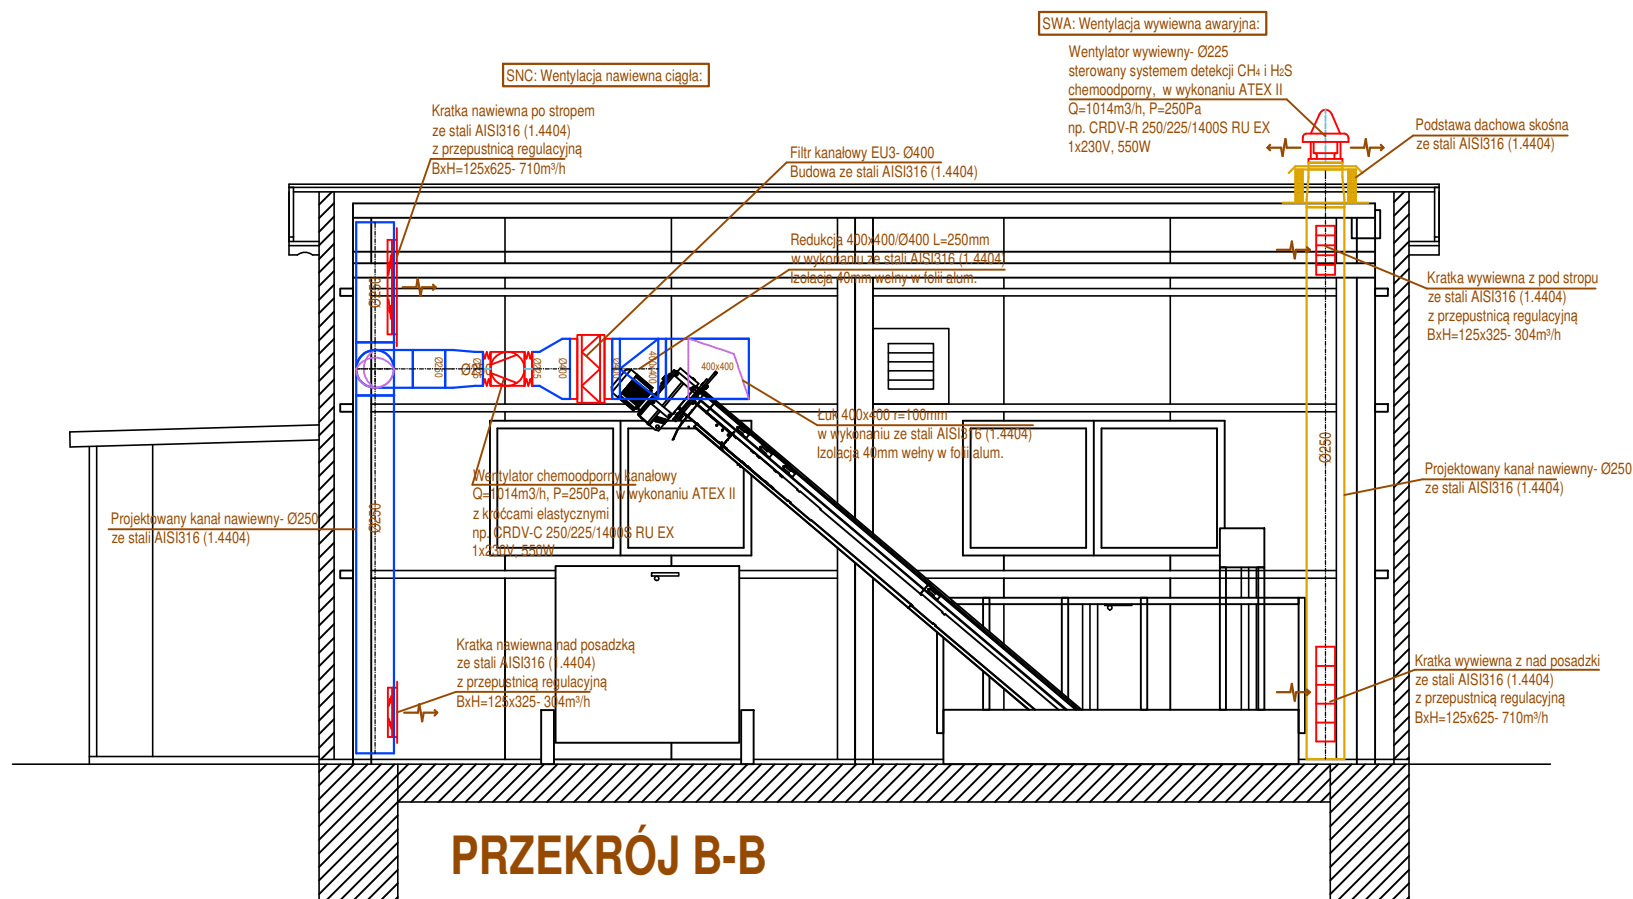 SWA: Wentylacja wywiewna awaryjna:
Wentylator wywiewny- Ø225
sterowany systemem detekcji CH4 i H2S
chemoodporny, w wykonaniu ATEX II
Q=1014m3/h, P=250Pa
np. CRDV-R 250/225/1400S RU EX
1x230V, 550W
SNC: Wentylacja nawiewna ciągła:
Kratka nawiewna po stropem
ze stali AISI316 (1.4404)
z przepustnicą regulacyjną
BxH=125x625- 710m³/h
Filtr kanałowy EU3- Ø400
Budowa ze stali AISI316 (1.4404)
Podstawa dachowa skośna
ze stali AISI316 (1.4404)
Redukcja 400x400/Ø400 L=250mm
w wykonaniu ze stali AISI316 (1.4404)
Izolacja 40mm wełny w folii alum.
Kratka wywiewna z pod stropu
ze stali AISI316 (1.4404)
z przepustnicą regulacyjną
BxH=125x325- 304m³/h
Ø250
Ø250
Ø225
Ø400
400x400
400x400
Łuk 400x400 r=100mm
w wykonaniu ze stali AISI316 (1.4404)
Izolacja 40mm wełny w folii alum.
Ø250
Projektowany kanał nawiewny- Ø250
ze stali AISI316 (1.4404)
Wentylator chemoodporny kanałowy
Q=1014m3/h, P=250Pa, w wykonaniu ATEX II
z króćcami elastycznymi
np. CRDV-C 250/225/1400S RU EX
1x230V, 550W
Projektowany kanał nawiewny- Ø250
ze stali AISI316 (1.4404)
Ø250
Kratka nawiewna nad posadzką
ze stali AISI316 (1.4404)
z przepustnicą regulacyjną
BxH=125x325- 304m³/h
Kratka wywiewna z nad posadzki
ze stali AISI316 (1.4404)
z przepustnicą regulacyjną
BxH=125x625- 710m³/h
PRZEKRÓJ B-B